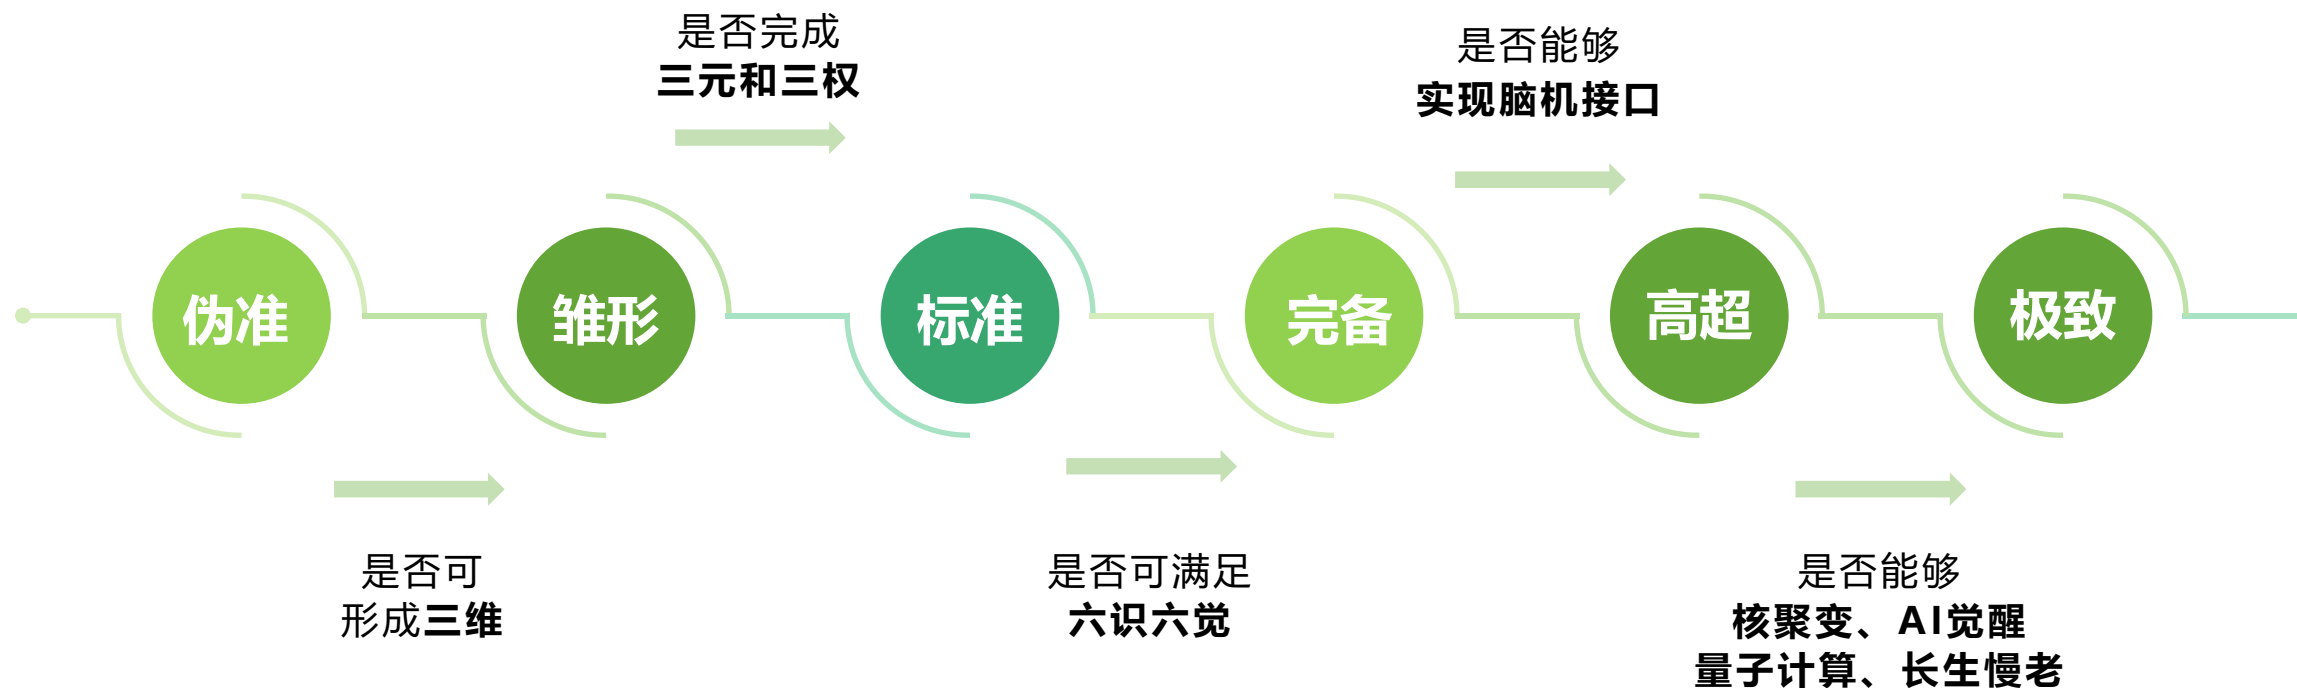 是否完成
三元和三权
是否能够
实现脑机接口
伪准
雏形
标准
完备
高超
极致
是否可
形成三维
是否可满足
六识六觉
是否能够
核聚变、AI觉醒
量子计算、长生慢老